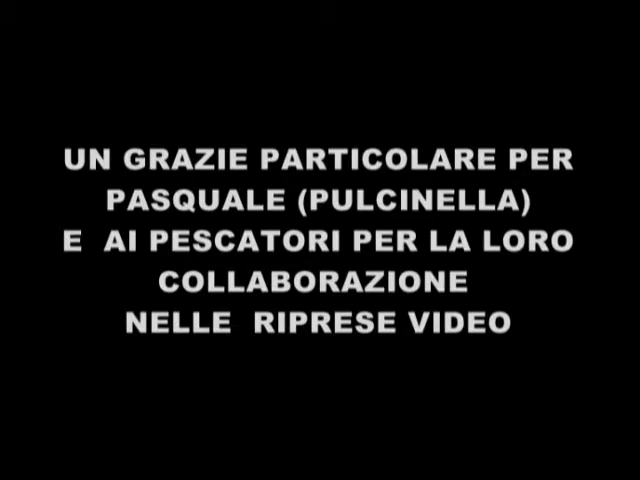 UN GRAZIE PARTICOLARE PER
PASQUALE (PULCINELLA)
E AI PESCATORI PER LA LORO
COLLABORAZIONE
NELLE RIPRESE VIDEO